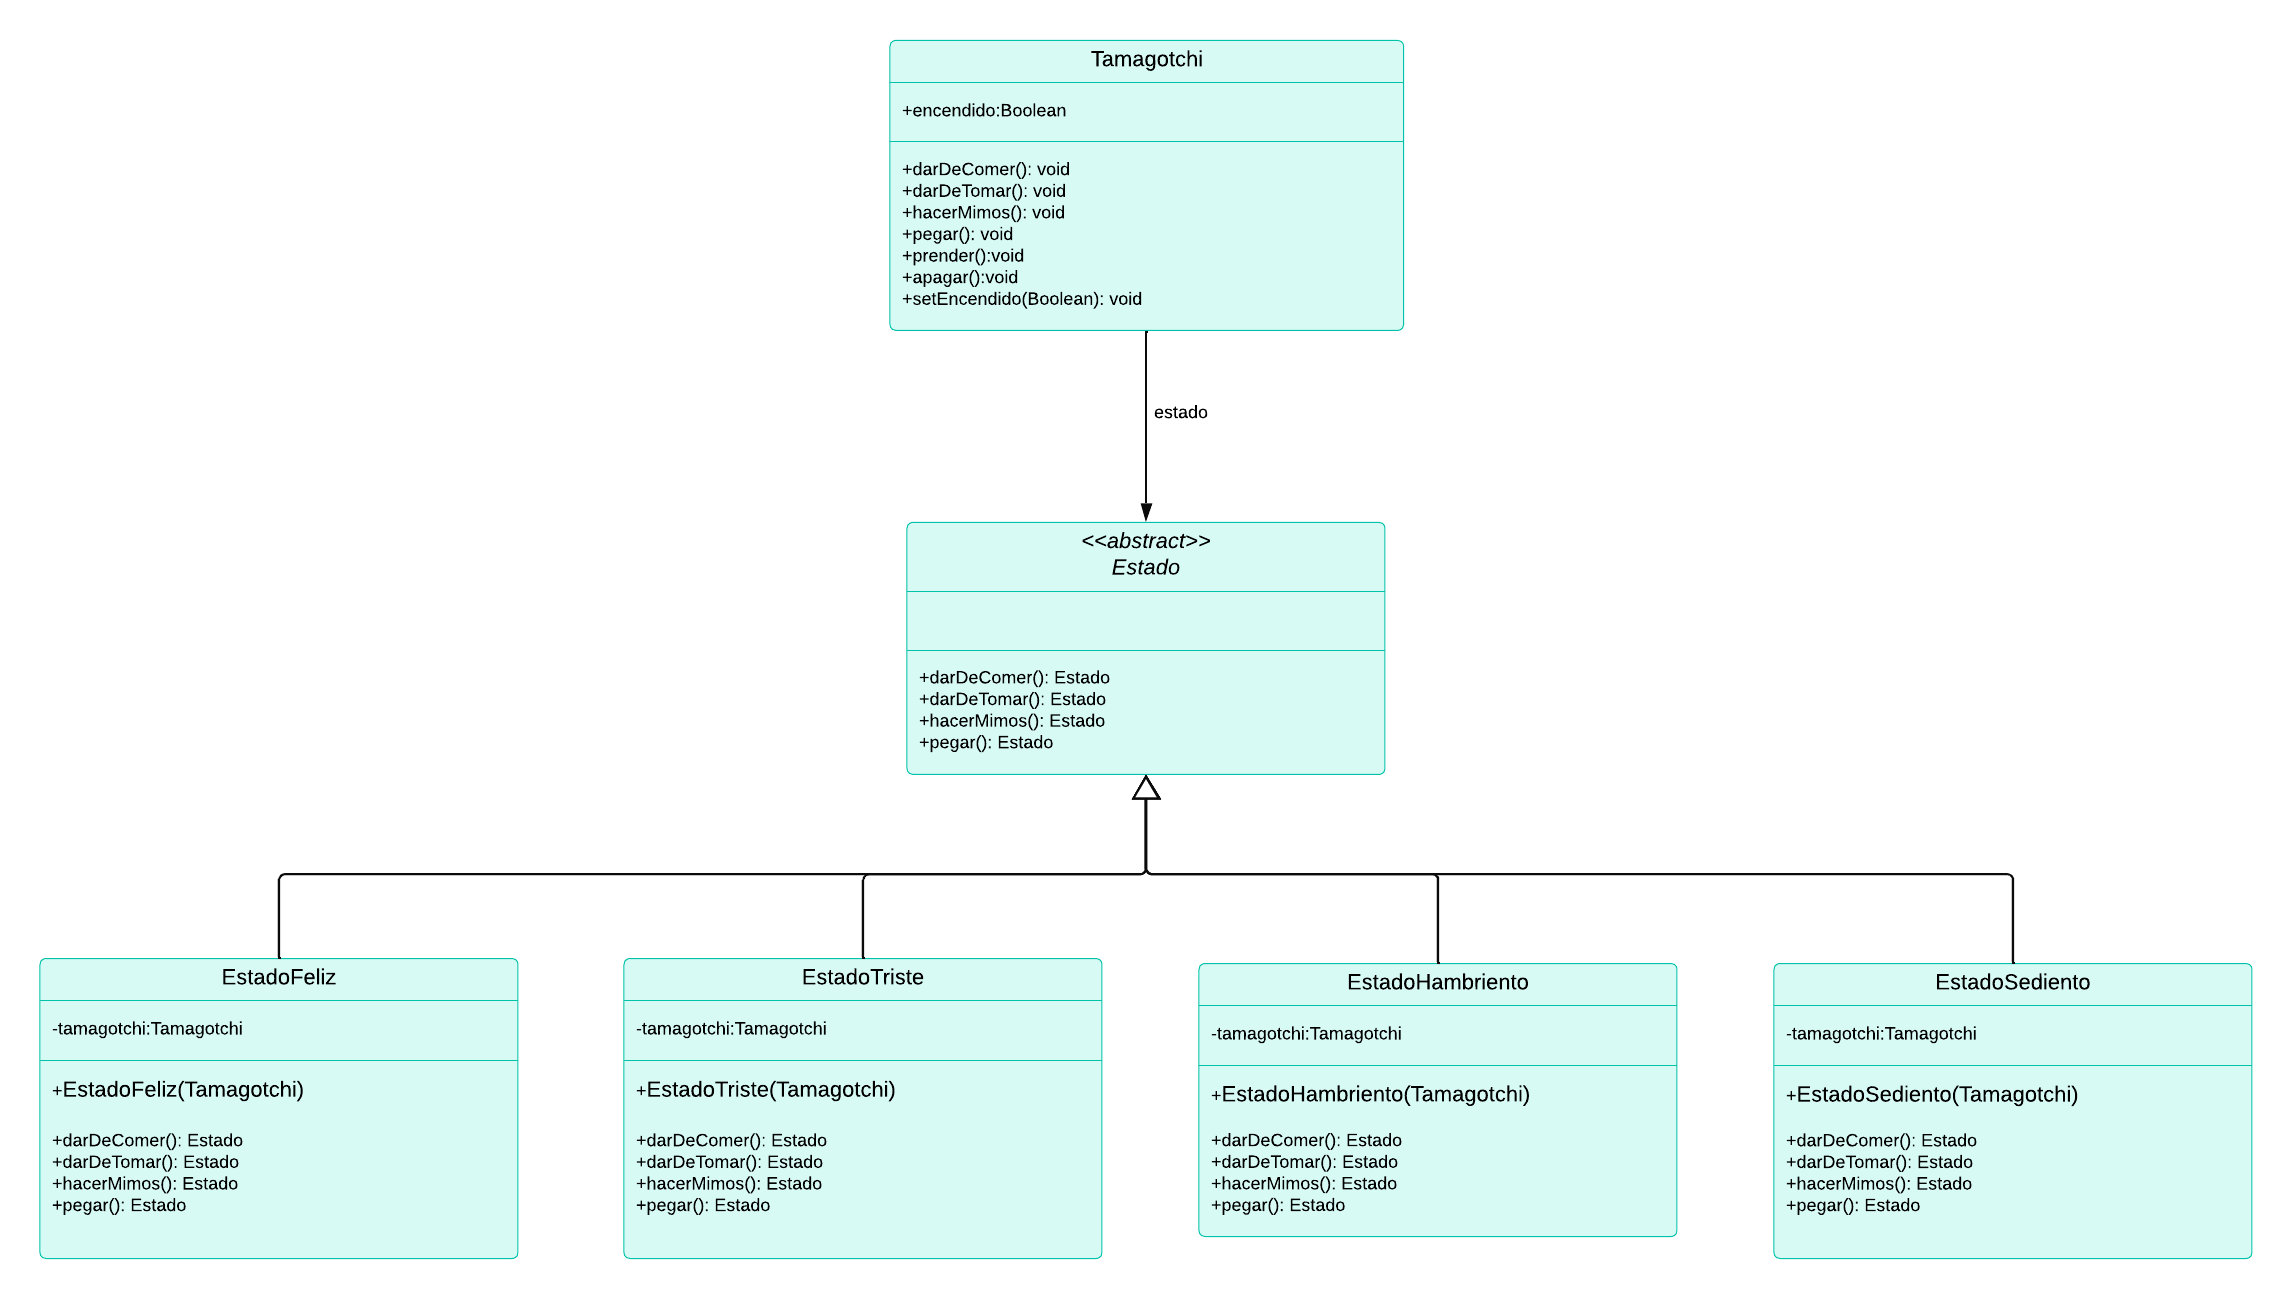 Tamagotchi
+encendido:Boolean
+darDeComer(): void
+darDeTomar(): void
+hacerMimos(): void
+pegar(): void
+prender():void
+apagar():void
+setEncendido(Boolean): void
estado
<<abstract>>
Estado
+darDeComer(): Estado
+darDeTomar(): Estado
+hacerMimos(): Estado
+pegar(): Estado
EstadoFeliz
-tamagotchi:Tamagotchi
+EstadoFeliz(Tamagotchi)
+darDeComer(): Estado
+darDeTomar(): Estado
+hacerMimos(): Estado
+pegar(): Estado
EstadoTriste
-tamagotchi:Tamagotchi
+EstadoTriste(Tamagotchi)
+darDeComer(): Estado
+darDeTomar(): Estado
+hacerMimos(): Estado
+pegar(): Estado
EstadoHambriento
-tamagotchi:Tamagotchi
+EstadoHambriento(Tamagotchi)
+darDeComer(): Estado
+darDeTomar(): Estado
+hacerMimos(): Estado
+pegar(): Estado
EstadoSediento
-tamagotchi:Tamagotchi
+EstadoSediento(Tamagotchi)
+darDeComer(): Estado
+darDeTomar(): Estado
+hacerMimos(): Estado
+pegar(): Estado